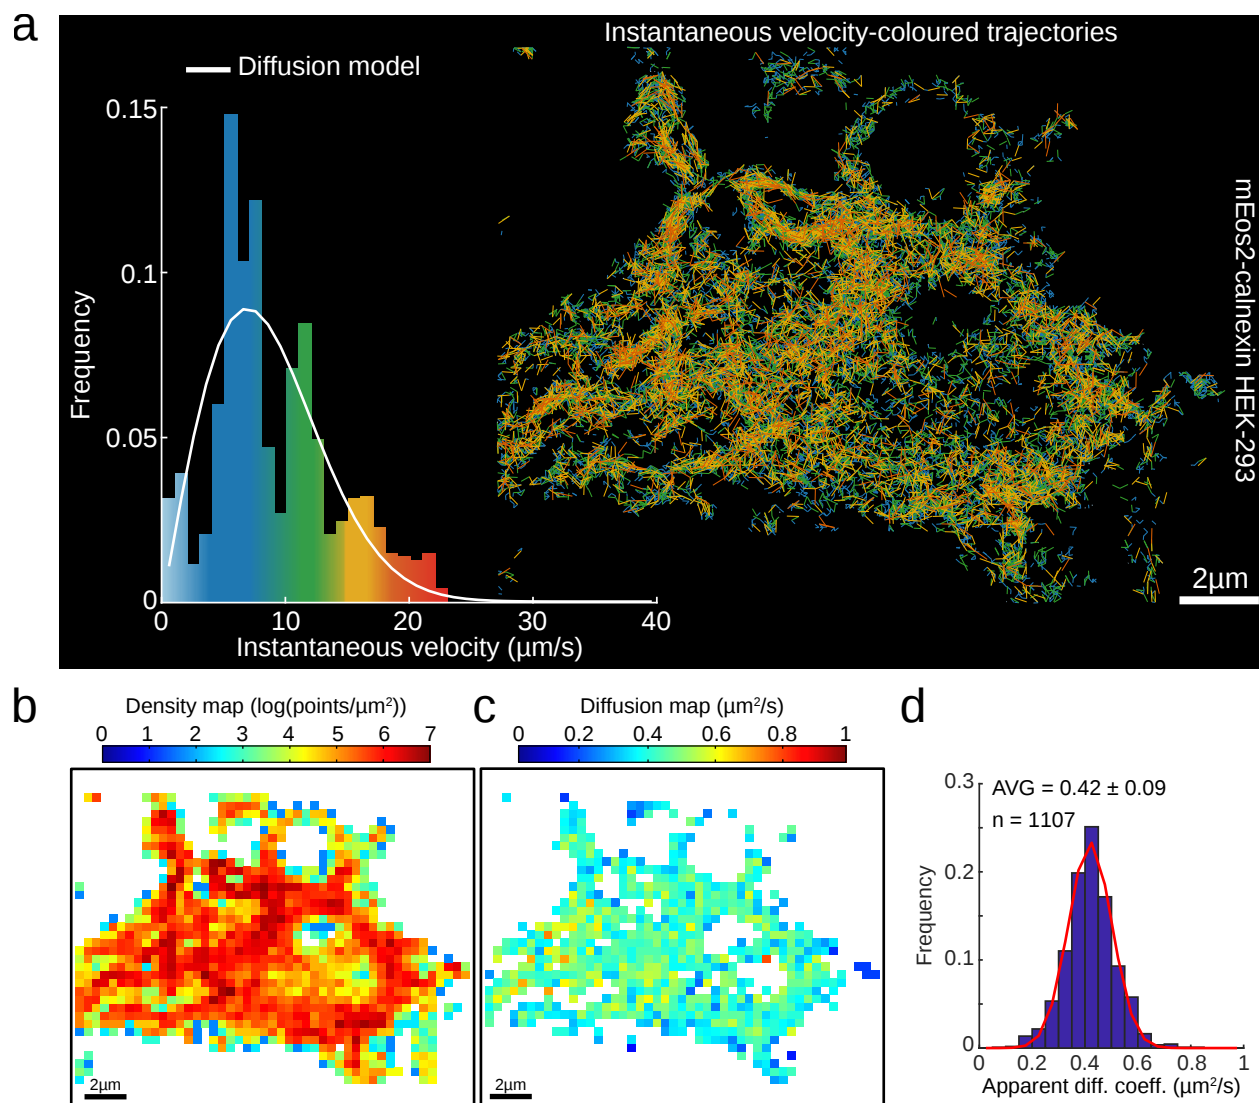 a
Instantaneous velocity-coloured trajectories
Diffusion model
0.15
0.1
0.05
0
Frequency
0 10 20 30 40
Instantaneous velocity (µm/s)
mEos2-calnexin HEK-293
2µm
b
Density map (log(points/µm²))
0 1 2 3 4 5 6 7
2µm
c
Diffusion map (µm²/s)
0 0.2 0.4 0.6 0.8 1
2µm
d
AVG = 0.42 ± 0.09
n = 1107
0.3
0.2
0.1
0
Frequency
0 0.2 0.4 0.6 0.8 1
Apparent diff. coeff. (µm²/s)